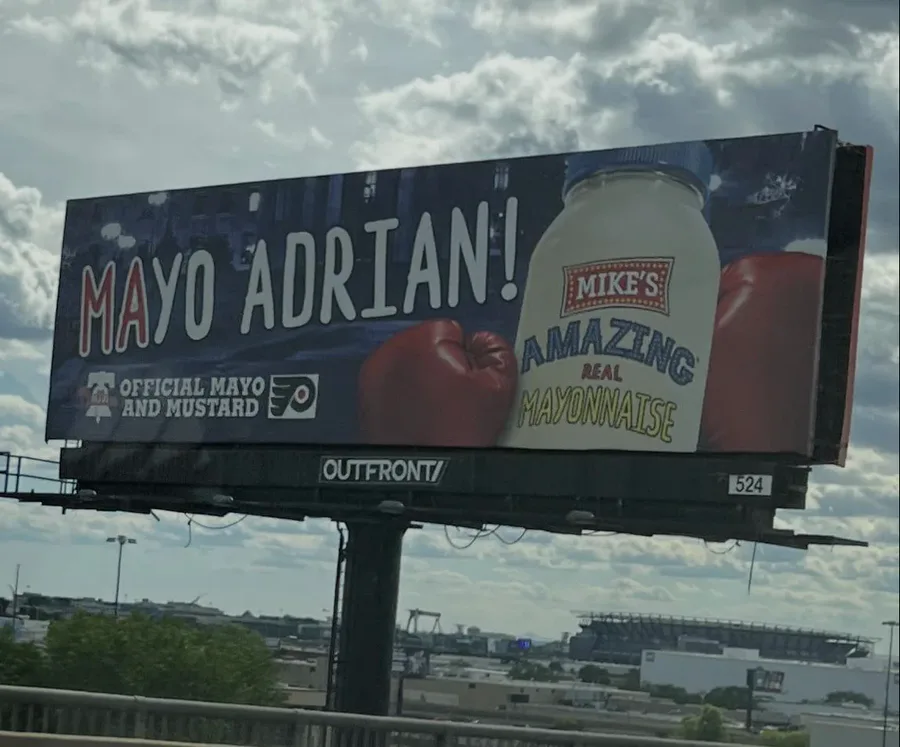 MAYO ADRIAN!
OFFICIAL MAYO
AND MUSTARD
MIKE'S
AMAZING
REAL
MAYONNAISE
OUTFRONT/
524